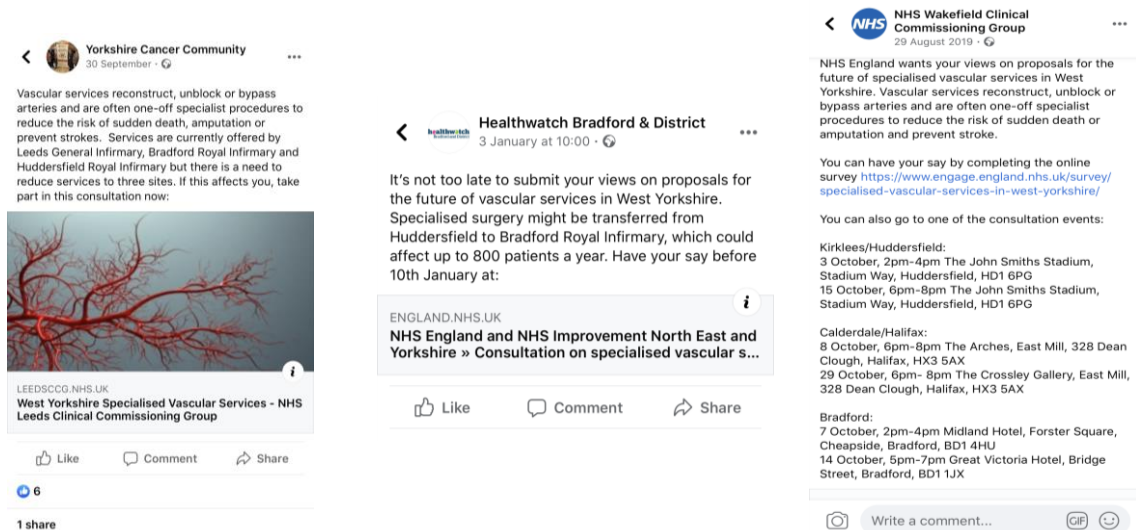 Yorkshire Cancer Community
30 September
Vascular services reconstruct, unblock or bypass
arteries and are often one-off specialist procedures to
reduce the risk of sudden death, amputation or
prevent strokes. Services are currently offered by
Leeds General Infirmary, Bradford Royal Infirmary and
Huddersfield Royal Infirmary but there is a need to
reduce services to three sites. If this affects you, take
part in this consultation now:
i
LEEDSCCG.NHS.UK
West Yorkshire Specialised Vascular Services - NHS
Leeds Clinical Commissioning Group
Like Comment Share
6
1 share
healthwatch
Healthwatch Bradford & District
3 January at 10:00
It's not too late to submit your views on proposals for
the future of vascular services in West Yorkshire.
Specialised surgery might be transferred from
Huddersfield to Bradford Royal Infirmary, which could
affect up to 800 patients a year. Have your say before
10th January at:
i
ENGLAND.NHS.UK
NHS England and NHS Improvement North East and
Yorkshire » Consultation on specialised vascular s...
Like Comment Share
NHS
NHS Wakefield Clinical
Commissioning Group
29 August 2019
NHS England wants your views on proposals for the
future of specialised vascular services in West
Yorkshire. Vascular services reconstruct, unblock or
bypass arteries and are often one-off specialist
procedures to reduce the risk of sudden death or
amputation and prevent stroke.
You can have your say by completing the online
survey https://www.engage.england.nhs.uk/survey/
specialised-vascular-services-in-west-yorkshire/
You can also go to one of the consultation events:
Kirklees/Huddersfield:
3 October, 2pm-4pm The John Smiths Stadium,
Stadium Way, Huddersfield, HD1 6PG
15 October, 6pm-8pm The John Smiths Stadium,
Stadium Way, Huddersfield, HD1 6PG
Calderdale/Halifax:
8 October, 6pm-8pm The Arches, East Mill, 328 Dean
Clough, Halifax, HX3 5AX
29 October, 6pm- 8pm The Crossley Gallery, East Mill,
328 Dean Clough, Halifax, HX3 5AX
Bradford:
7 October, 2pm-4pm Midland Hotel, Forster Square,
Cheapside, Bradford, BD1 4HU
14 October, 5pm-7pm Great Victoria Hotel, Bridge
Street, Bradford, BD1 1JX
Write a comment...
GIF